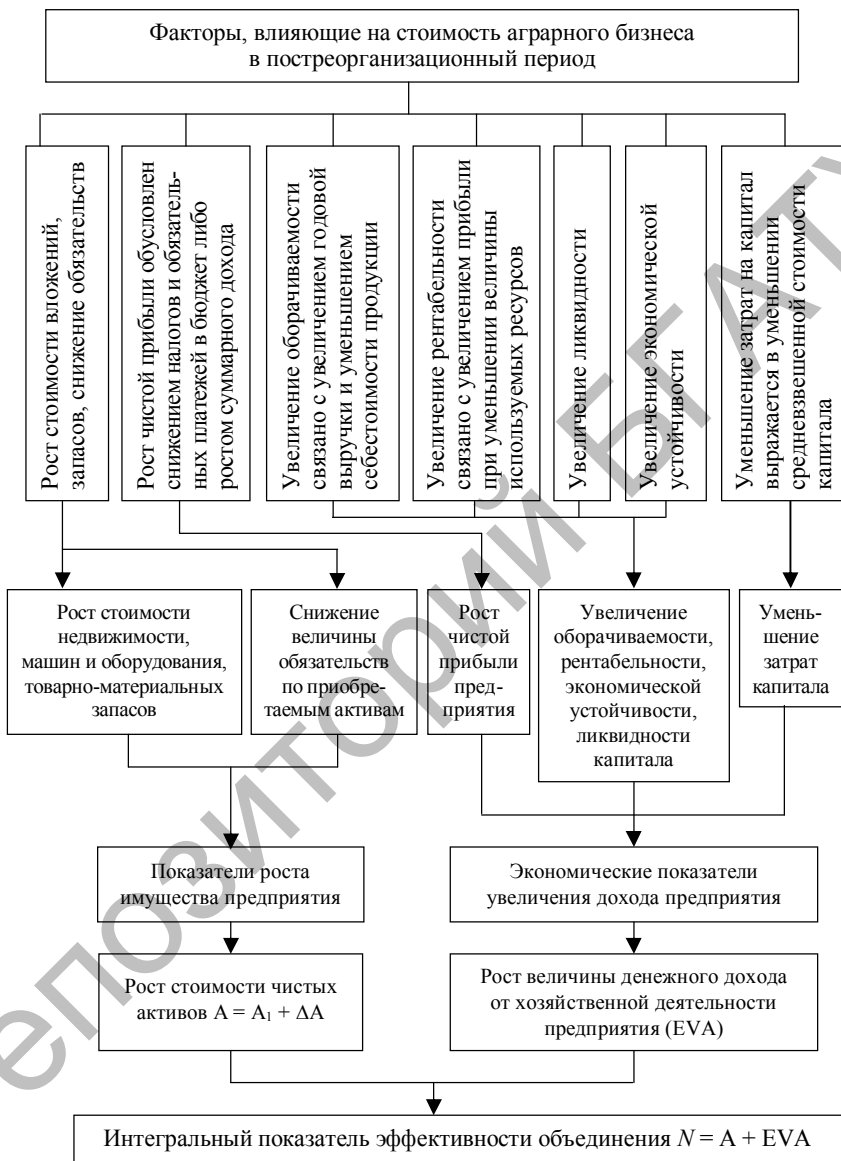 Факторы, влияющие на стоимость аграрного бизнеса
в постреорганизационный период
Рост стоимости вложений,
запасов, снижение обязательств
Рост чистой прибыли обусловлен
снижением налогов и обязатель-
ных платежей в бюджет либо
ростом суммарного дохода
Увеличение оборачиваемости
связано с увеличением годовой
выручки и уменьшением
себестоимости продукции
Увеличение рентабельности
связано с увеличением прибыли
при уменьшении величины
используемых ресурсов
Увеличение ликвидности
Увеличение экономической
устойчивости
Уменьшение затрат на капитал
выражается в уменьшении
средневзвешенной стоимости
капитала
Рост стоимости
недвижимости,
машин и оборудования,
товарно-материальных
запасов
Снижение
величины
обязательств
по приобре-
таемым активам
Рост
чистой
прибыли
пред-
приятия
Увеличение
оборачиваемости,
рентабельности,
экономической
устойчивости,
ликвидности
капитала
Умень-
шение
затрат
капитала
Показатели роста
имущества предприятия
Экономические показатели
увеличения дохода предприятия
Рост стоимости чистых
активов А = А₁ + ΔА
Рост величины денежного дохода
от хозяйственной деятельности
предприятия (EVA)
Интегральный показатель эффективности объединения N = А + EVA
епозиторий БГАТУ